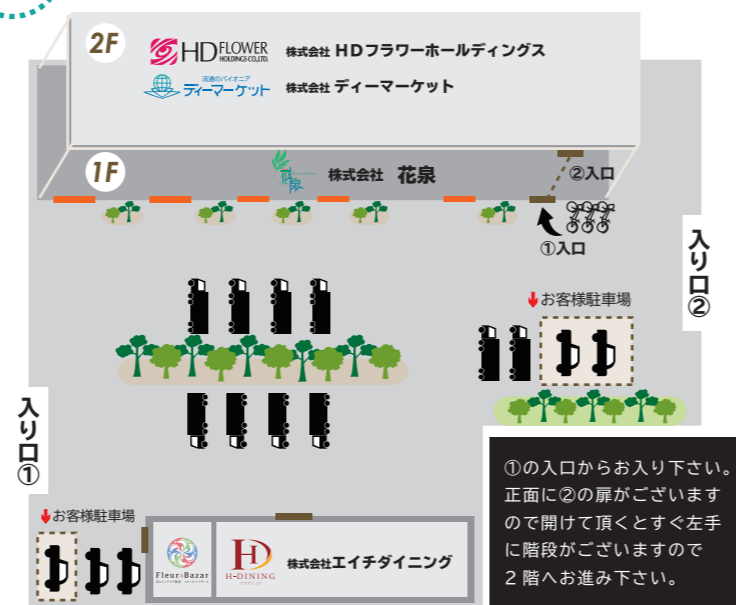 2F
HD FLOWER
HOLDINGS CO.,LTD.
株式会社 HDフラワーホールディングス
流通のパイオニア
ディーマーケット
株式会社 ディーマーケット
1F
花泉
株式会社 花泉
②入口
①入口
入り口②
お客様駐車場
入り口①
お客様駐車場
Fleur Bazar
H-DINING
株式会社エイチダイニング
①の入口からお入り下さい。
正面に②の扉がございます
ので開けて頂くとすぐ左手
に階段がございますので
2階へお進み下さい。